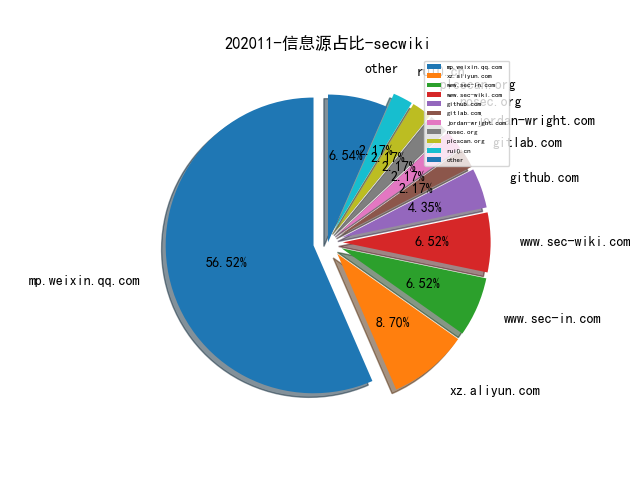 202011-信息源占比-secwiki
other
mp.weixin.qq.com
xz.aliyun.com
www.sec-in.com
www.sec-wiki.com
github.com
gitlab.com
jordan-wright.com
nosec.org
plcscan.org
other
jordan-wright.com
gitlab.com
github.com
www.sec-wiki.com
www.sec-in.com
xz.aliyun.com
mp.weixin.qq.com
6.54%
2.17%
2.17%
2.17%
2.17%
2.17%
4.35%
6.52%
6.52%
8.70%
56.52%